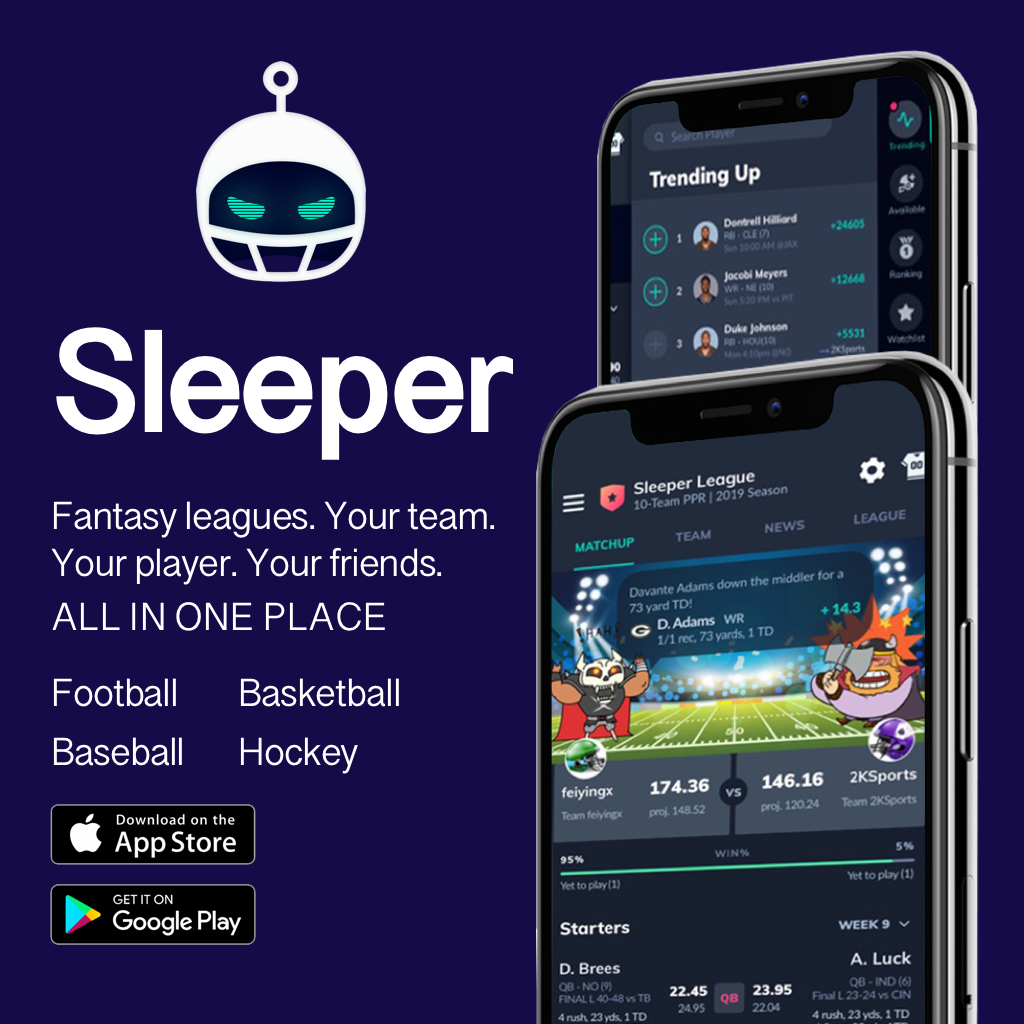 Sleeper
Fantasy leagues. Your team.
Your player. Your friends.
ALL IN ONE PLACE
Football Basketball
Baseball Hockey
Download on the
App Store
GET IT ON
Google Play
Search Player
Trending Up
1 Dontrell Hilliard +24605
RB - CLE (7)
Sun 10:00 AM @JAX
2 Jacobi Meyers +12668
WR - NE (10)
Sun 5:20 PM vs PIT
3 Duke Johnson +5531
RB - HOU(10) 2KSports
Mon 4:10pm @NO
Trending
Available
Ranking
Watchlist
Sleeper League
10-Team PPR | 2019 Season
00
MATCHUP TEAM NEWS LEAGUE
Davante Adams down the middler for a
73 yard TD!
D. Adams WR +14.3
1/1 rec, 73 yards, 1 TD
50
feiyingx 174.36 VS 146.16 2KSports
Team feiyingx proj. 148.52 proj. 120.24 Team 2KSports
95% WIN% 5%
Yet to play (1) Yet to play (1)
Starters WEEK 9
D. Brees A. Luck
QB - NO (9) 22.45 QB 23.95 QB - IND (6)
FINAL L 40-48 vs TB 24.95 22.04 Final L 23-24 vs CIN
4 rush, 23 yds, 1 TD 4 rush, 23 yds, 1 TD